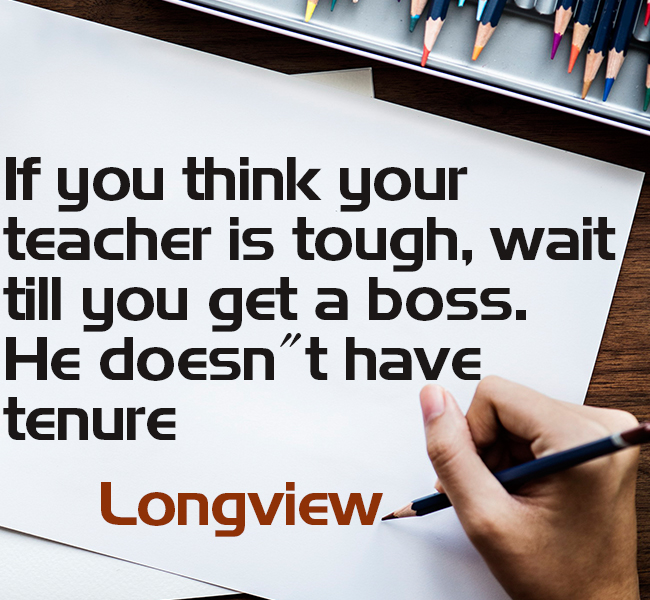 If you think your
teacher is tough, wait
till you get a boss.
He doesn"t have
tenure
Longview